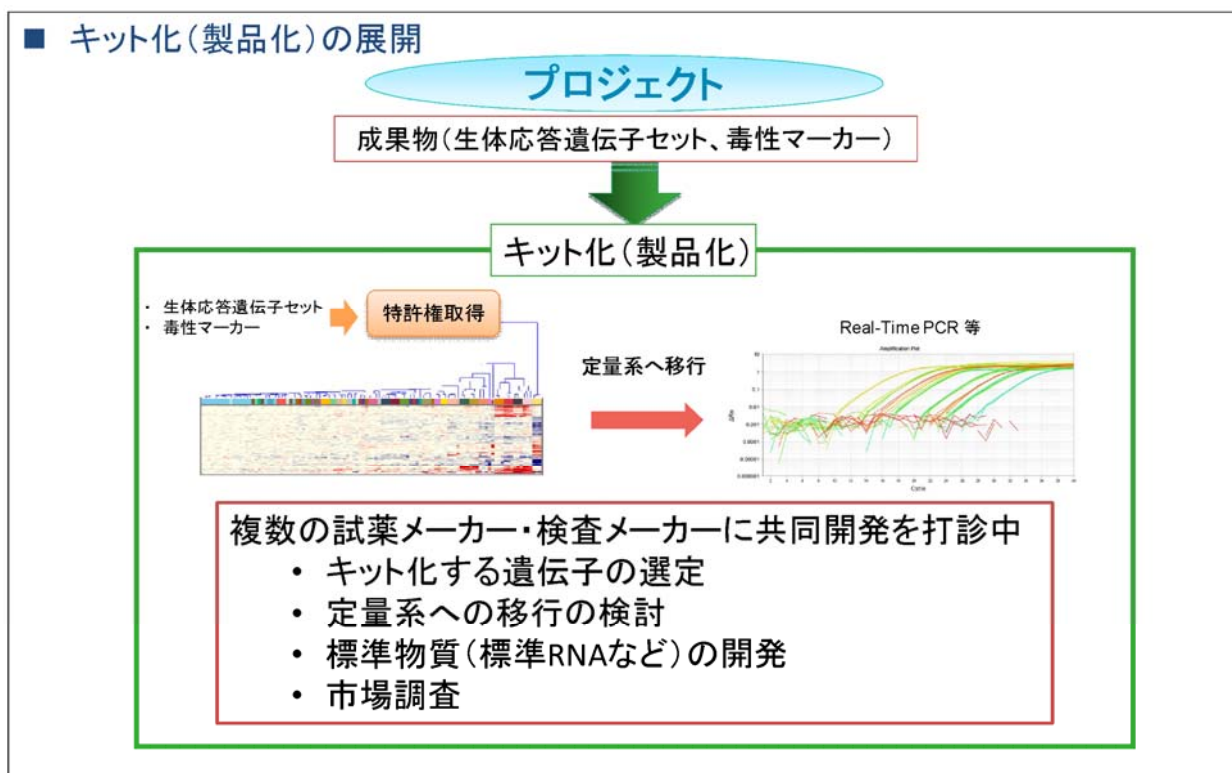 ■ キット化(製品化)の展開
プロジェクト
成果物(生体応答遺伝子セット、毒性マーカー)
キット化(製品化)
・ 生体応答遺伝子セット
・ 毒性マーカー
特許権取得
定量系へ移行
Real-Time PCR 等
Amplification Plot
Cycle
複数の試薬メーカー・検査メーカーに共同開発を打診中
• キット化する遺伝子の選定
• 定量系への移行の検討
• 標準物質(標準RNAなど)の開発
• 市場調査